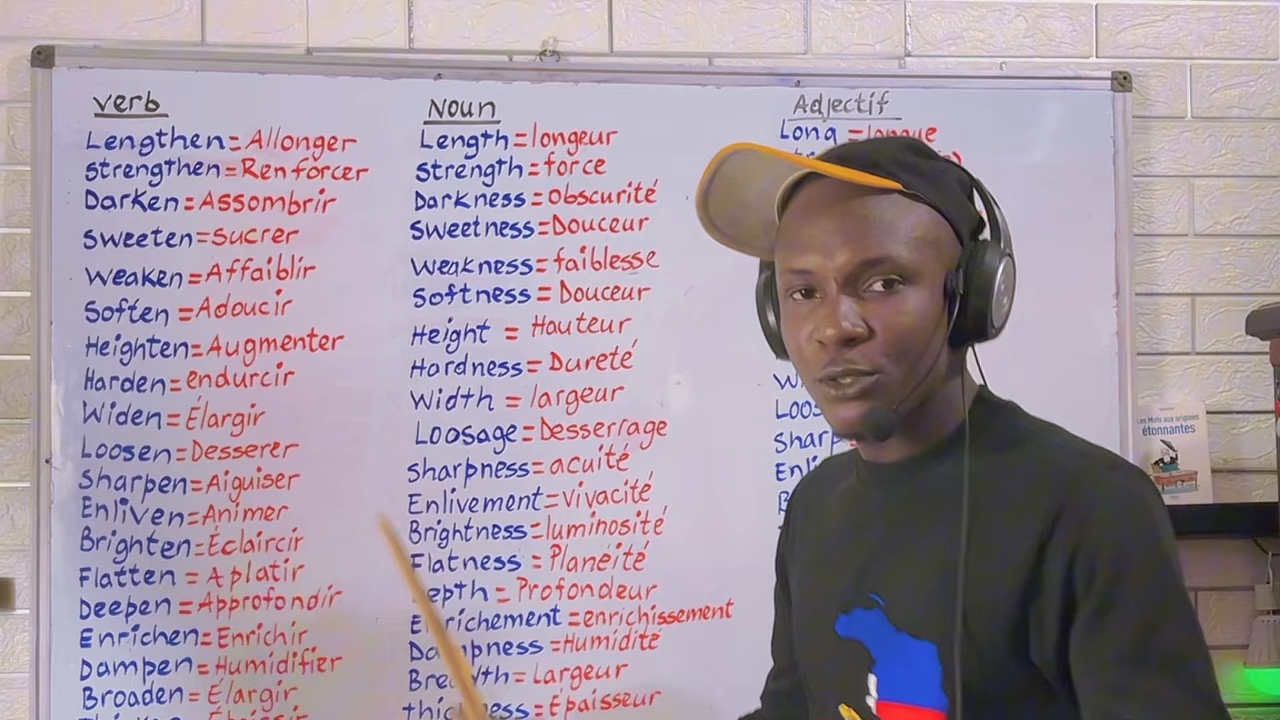 verb
Lengthen=Allonger
strengthen=Renforcer
Darken=Assombrir
sweeten=sucrer
weaken=Affaiblir
Soften=Adoucir
Heighten=Augmenter
Harden=endurcir
Widen=Élargir
Loosen=Desserer
Sharpen=Aiguiser
Enliven=Animer
Brighten=Éclaircir
Flatten=Aplatir
Deepen=Approfondir
Enrichen=Enrichir
Dampen=Humidifier
Broaden=Élargir
Noun
Length=longeur
strength=force
Darkness=Obscurité
sweetness=Douceur
weakness=faiblesse
Softness=Douceur
Height=Hauteur
Hardness=Dureté
Width=largeur
Loosage=Desserrage
sharpness=acuité
Enlivement=vivacité
Brightness=luminosité
Flatness=Planéité
epth=Profondeur
=enrichissement
=Humidité
=Largeur
=Épaisseur
Adjectif
Long=longue
Loos
sharp
Enli
Les Mots aux origines
étonnantes